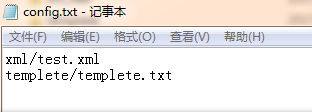 config.txt - 记事本
文件(F) 编辑(E) 格式(O) 查看(V) 帮助(H)
xml/test.xml
templete/templete.txt